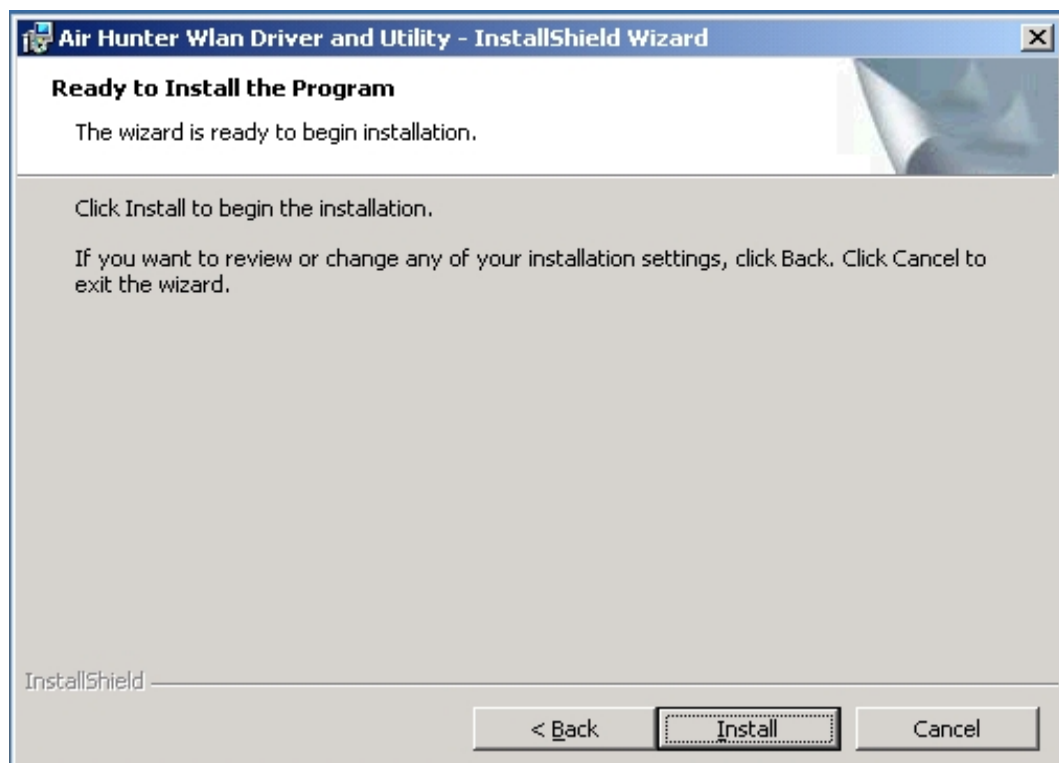 Air Hunter Wlan Driver and Utility - InstallShield Wizard
Ready to Install the Program
The wizard is ready to begin installation.
Click Install to begin the installation.
If you want to review or change any of your installation settings, click Back. Click Cancel to
exit the wizard.
InstallShield
< Back Install Cancel